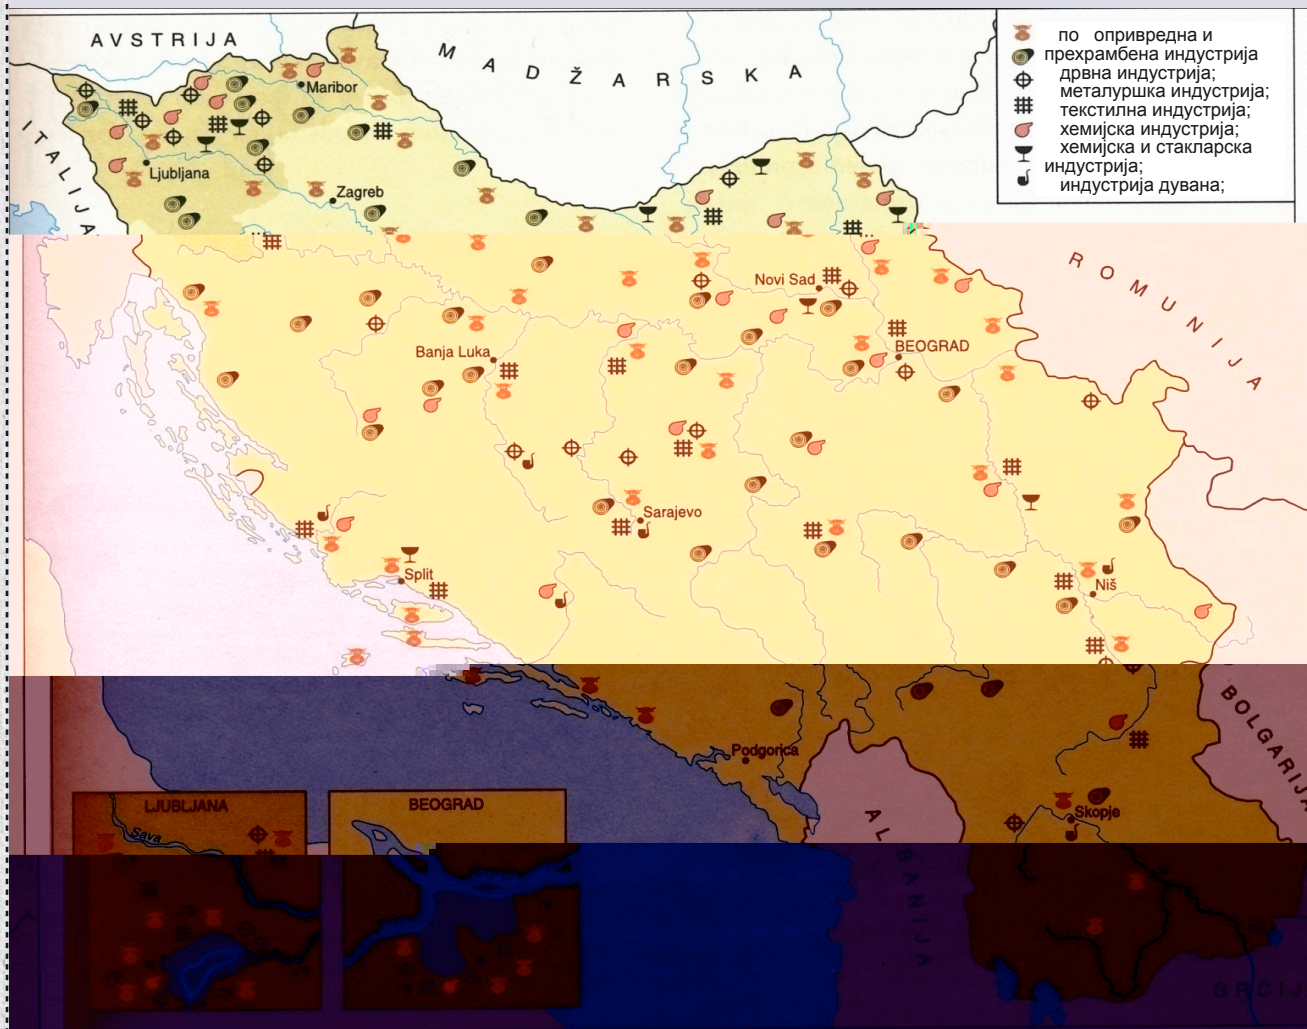 AVSTRIJA
MADŽARSKA
ITALIJA
по опривредна и
прехрамбена индустрија
дрвна индустрија;
металуршка индустрија;
текстилна индустрија;
хемијска индустрија;
хемијска и стакларска
индустрија;
индустрија дувана;
Maribor
Ljubljana
Zagreb
ROMUNIJA
Novi Sad
BEOGRAD
Banja Luka
Sarajevo
Split
Niš
BOLGARIJA
Podgorica
Skopje
ALBANIJA
LJUBLJANA
Sava
BEOGRAD
GRČIJ